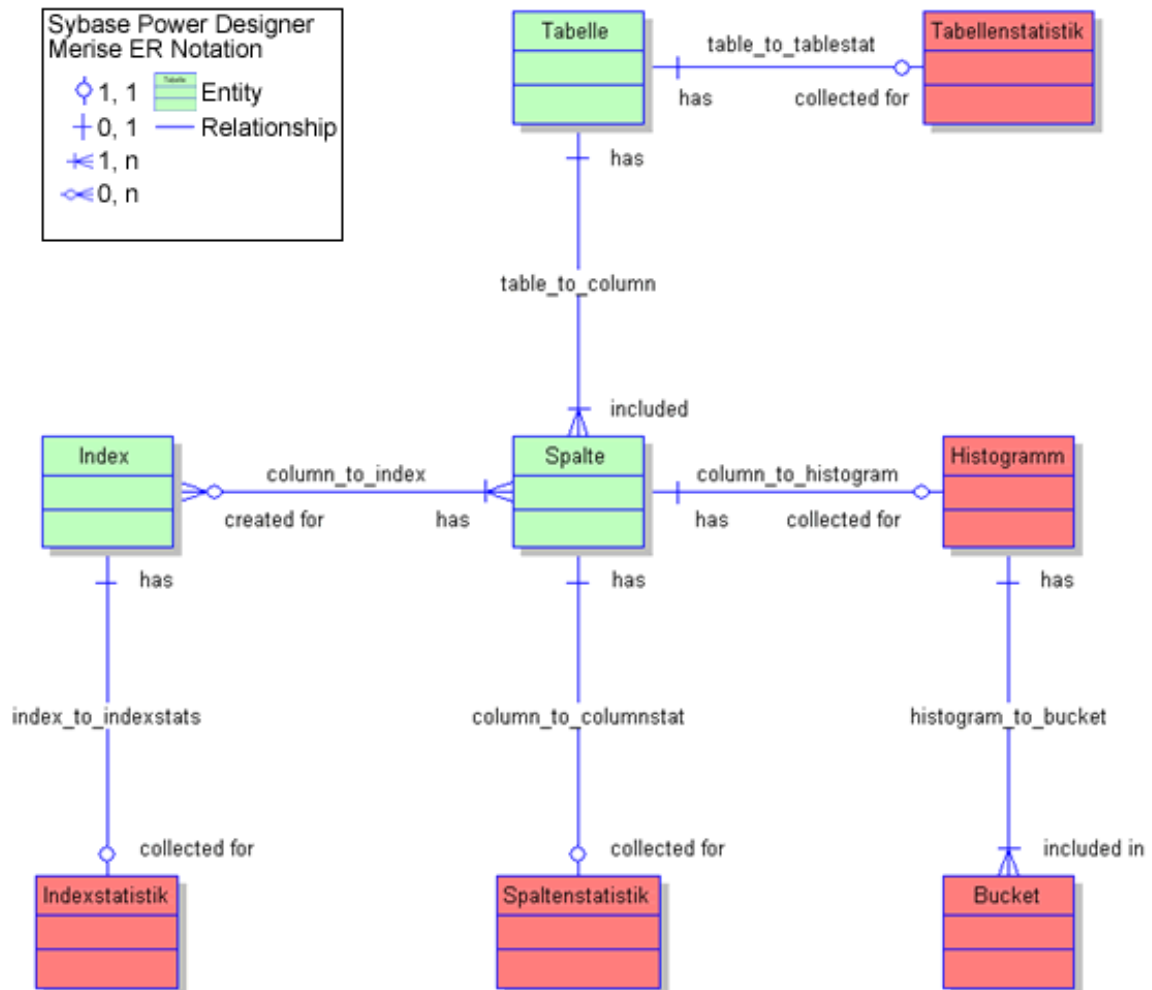 Sybase Power Designer
Merise ER Notation
1, 1
Tabelle
Entity
0, 1
Relationship
1, n
0, n
Tabelle
table_to_tablestat
Tabellenstatistik
has
collected for
has
table_to_column
included
Index
column_to_index
Spalte
column_to_histogram
Histogramm
created for
has
has
collected for
has
has
has
index_to_indexstats
column_to_columnstat
histogram_to_bucket
collected for
collected for
included in
Indexstatistik
Spaltenstatistik
Bucket